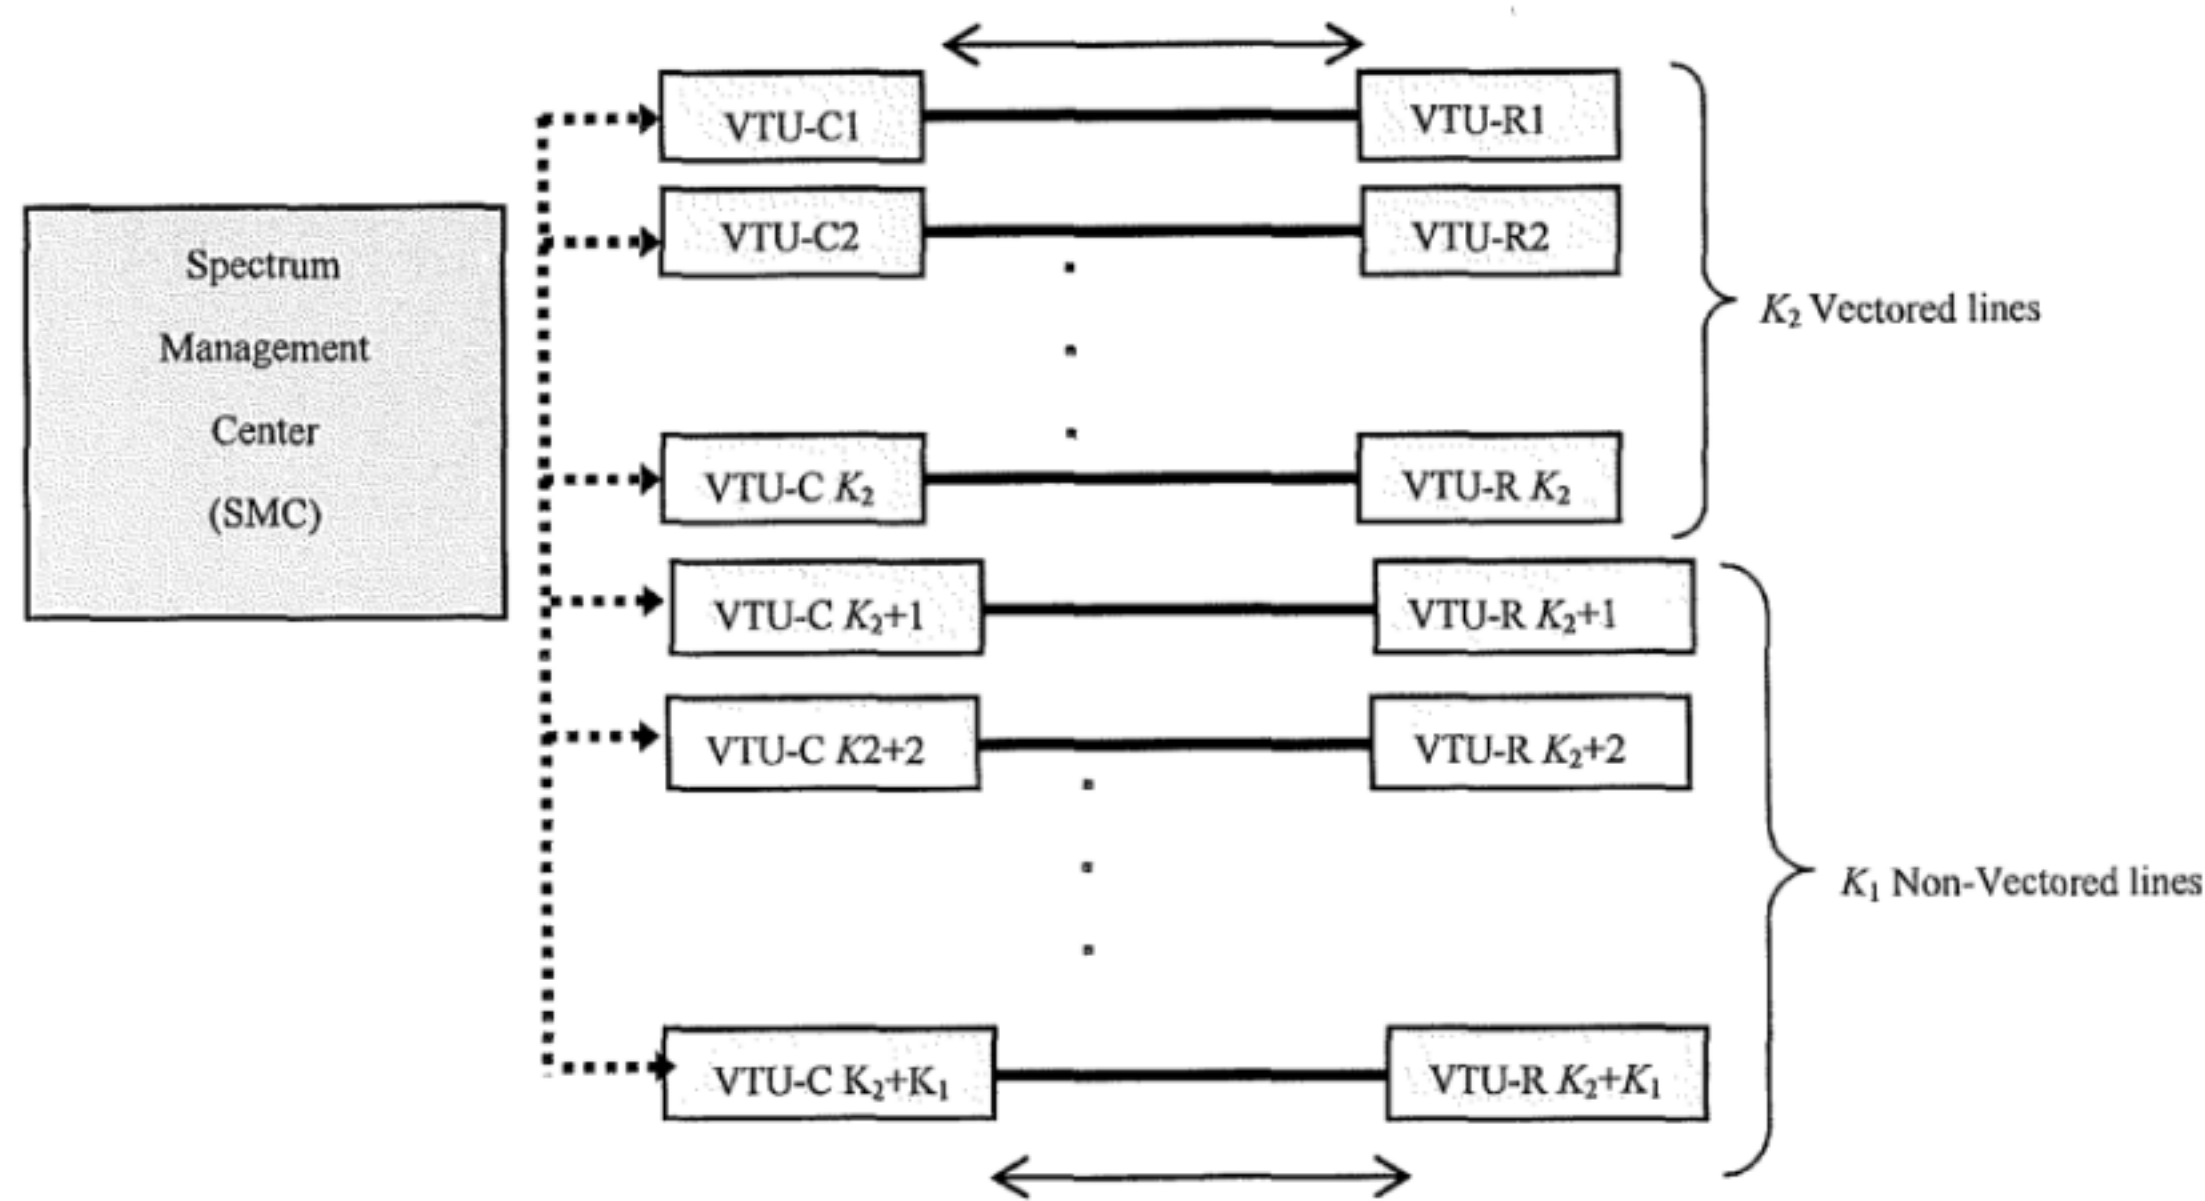 Spectrum
Management
Center
(SMC)
VTU-C1
VTU-R1
VTU-C2
VTU-R2
K₂ Vectored lines
VTU-C K₂
VTU-R K₂
VTU-C K₂+1
VTU-R K₂+1
VTU-C K2+2
VTU-R K₂+2
K₁ Non-Vectored lines
VTU-C K₂+K₁
VTU-R K₂+K₁